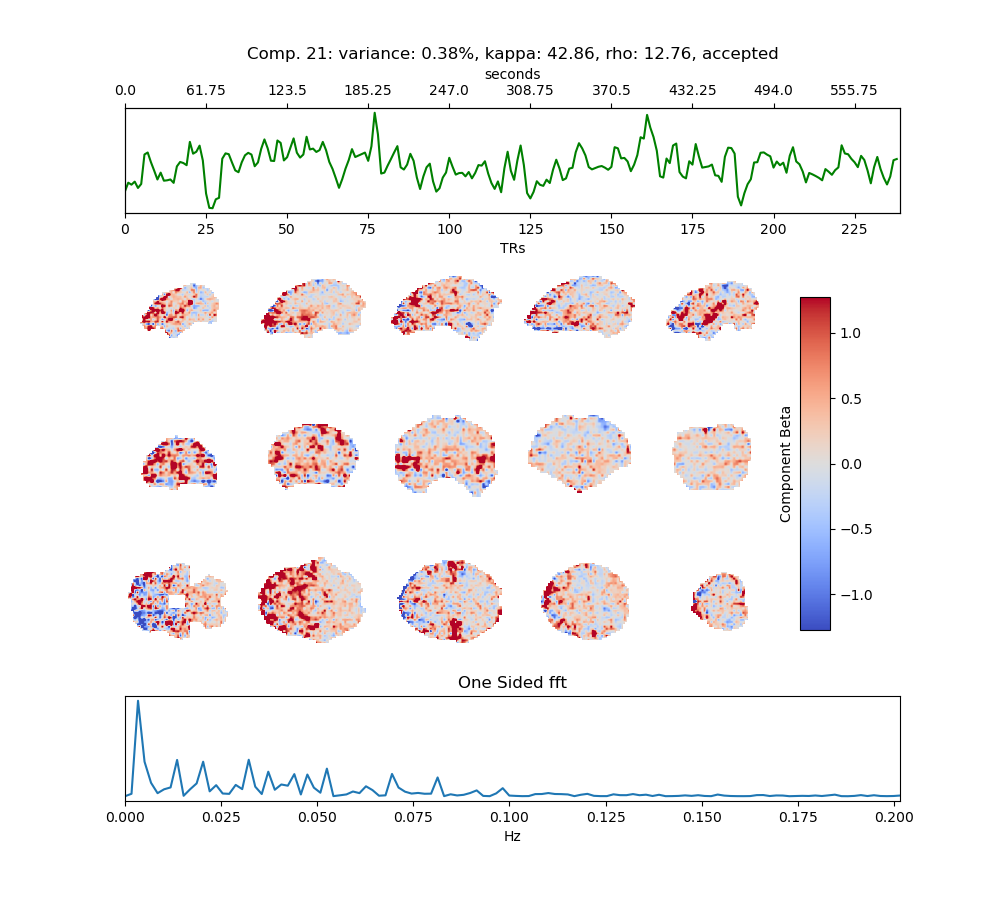 Comp. 21: variance: 0.38%, kappa: 42.86, rho: 12.76, accepted
seconds
0.0 61.75 123.5 185.25 247.0 308.75 370.5 432.25 494.0 555.75
0 25 50 75 100 125 150 175 200 225
TRs
1.0
0.5
0.0
−0.5
−1.0
Component Beta
One Sided fft
0.000 0.025 0.050 0.075 0.100 0.125 0.150 0.175 0.200
Hz